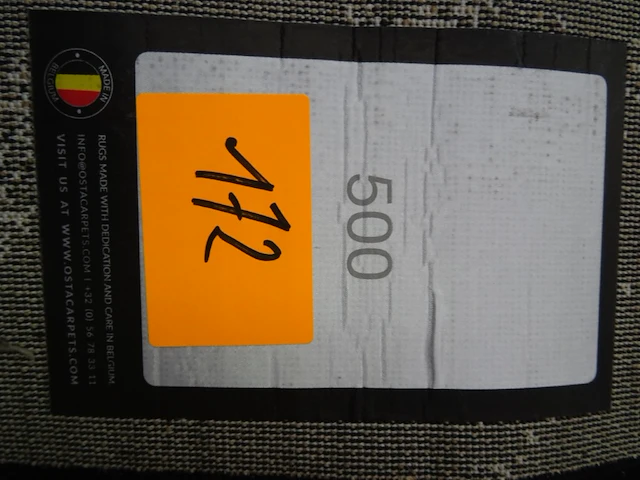 500
172
MADE IN
BELGIUM
RUGS MADE WITH DEDICATION AND CARE IN BELGIUM
INFO@OSTACARPETS.COM | +32 (0) 56 78 33 11
VISIT US AT WWW.OSTACARPETS.COM